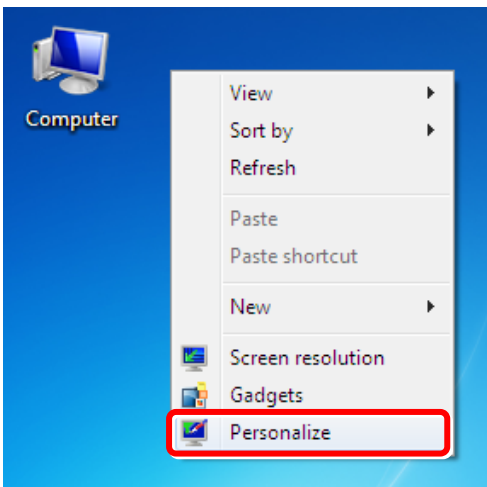 Computer
View
Sort by
Refresh
Paste
Paste shortcut
New
Screen resolution
Gadgets
Personalize